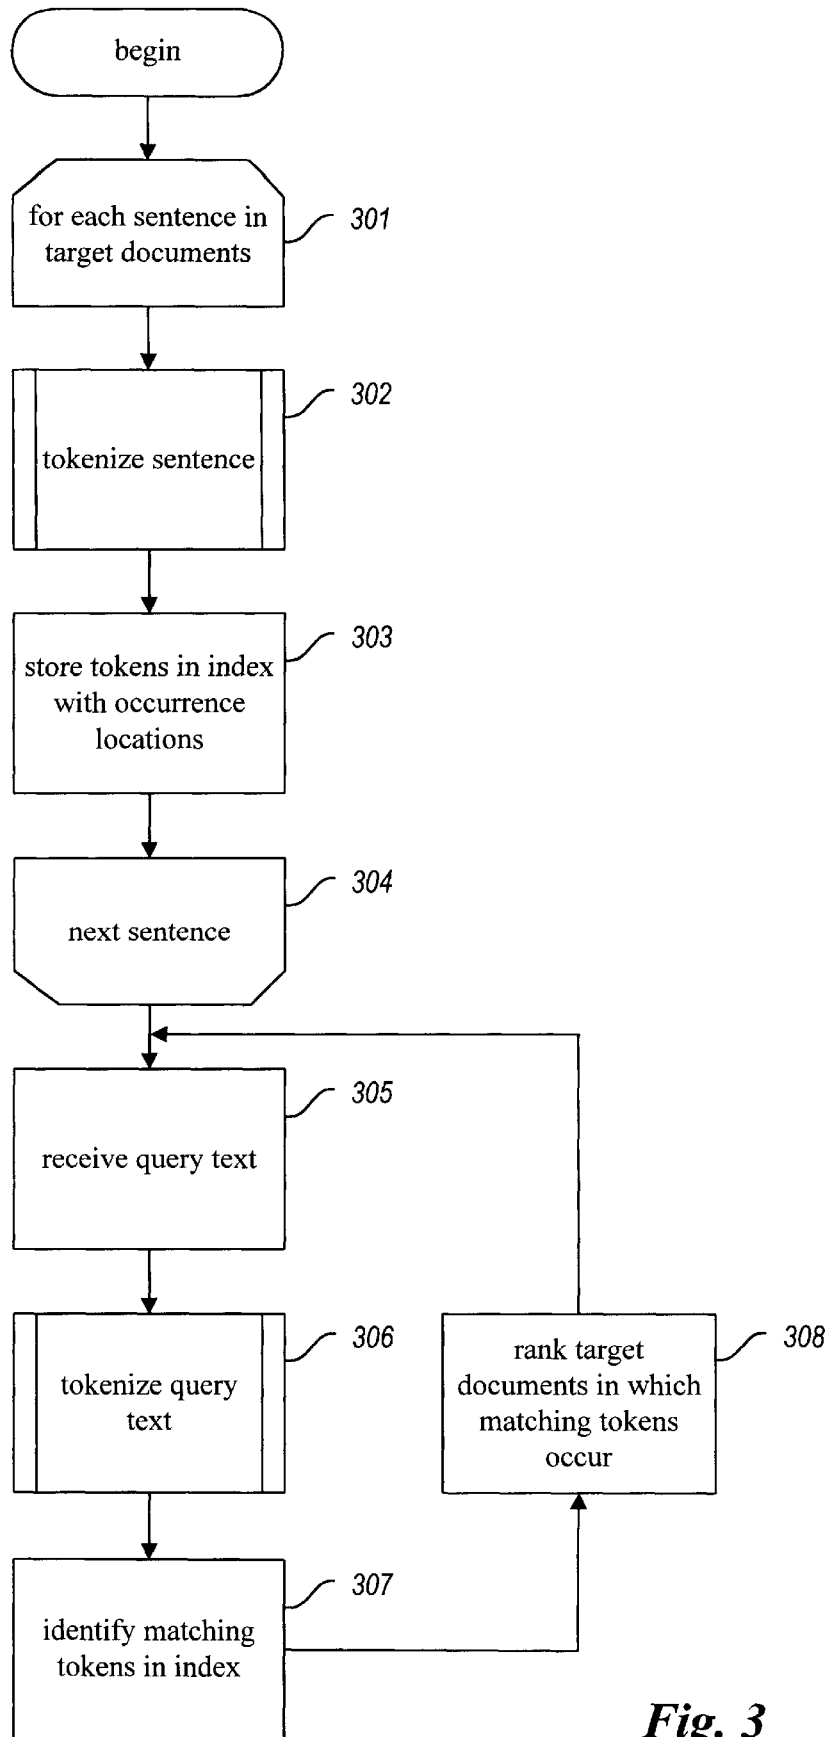 begin
for each sentence in
target documents
301
tokenize sentence
302
store tokens in index
with occurrence
locations
303
next sentence
304
receive query text
305
tokenize query
text
306
rank target
documents in which
matching tokens
occur
308
identify matching
tokens in index
307
Fig. 3